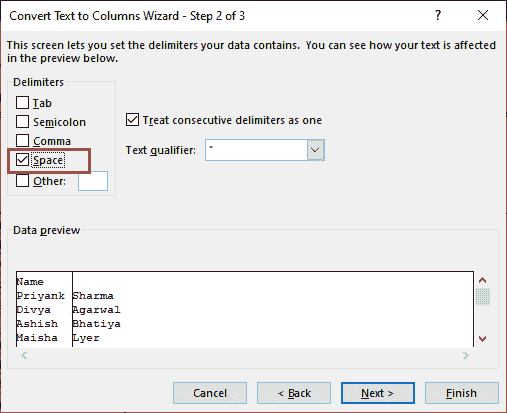 Convert Text to Columns Wizard - Step 2 of 3
This screen lets you set the delimiters your data contains. You can see how your text is affected
in the preview below.
Delimiters
Tab
Semicolon
Comma
Space
Other:
Treat consecutive delimiters as one
Text qualifier: "
Data preview
Name
Priyank Sharma
Divya Agarwal
Ashish Bhatiya
Maisha Lyer
Cancel < Back Next > Finish